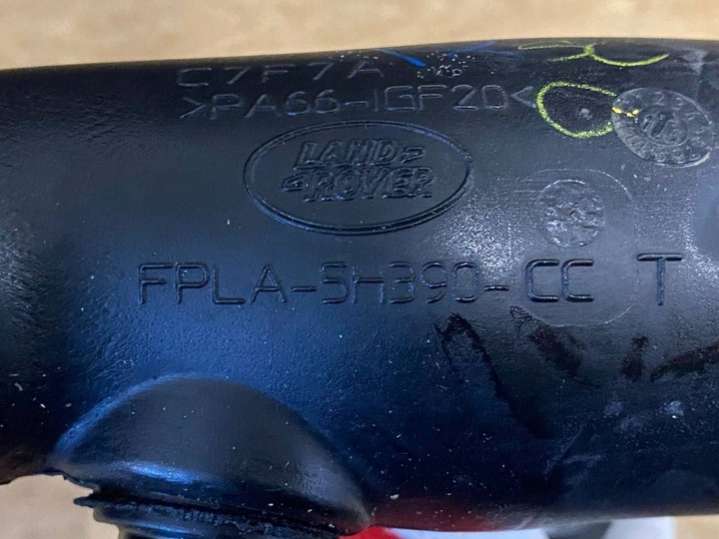 C7F7A
>PA66-IGF20<
LAND
ROVER
FPLA-5H390-CC T